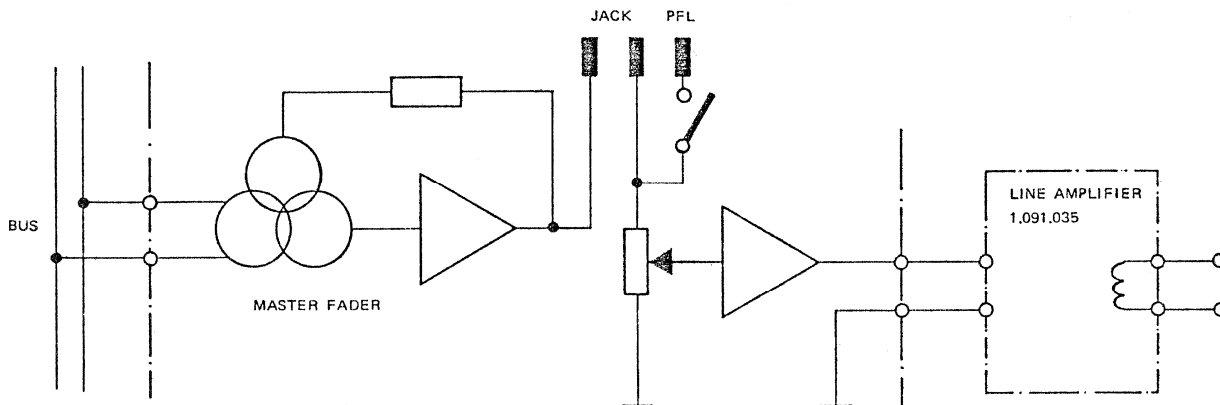 JACK PFL
BUS
LINE AMPLIFIER
1.091.035
MASTER FADER